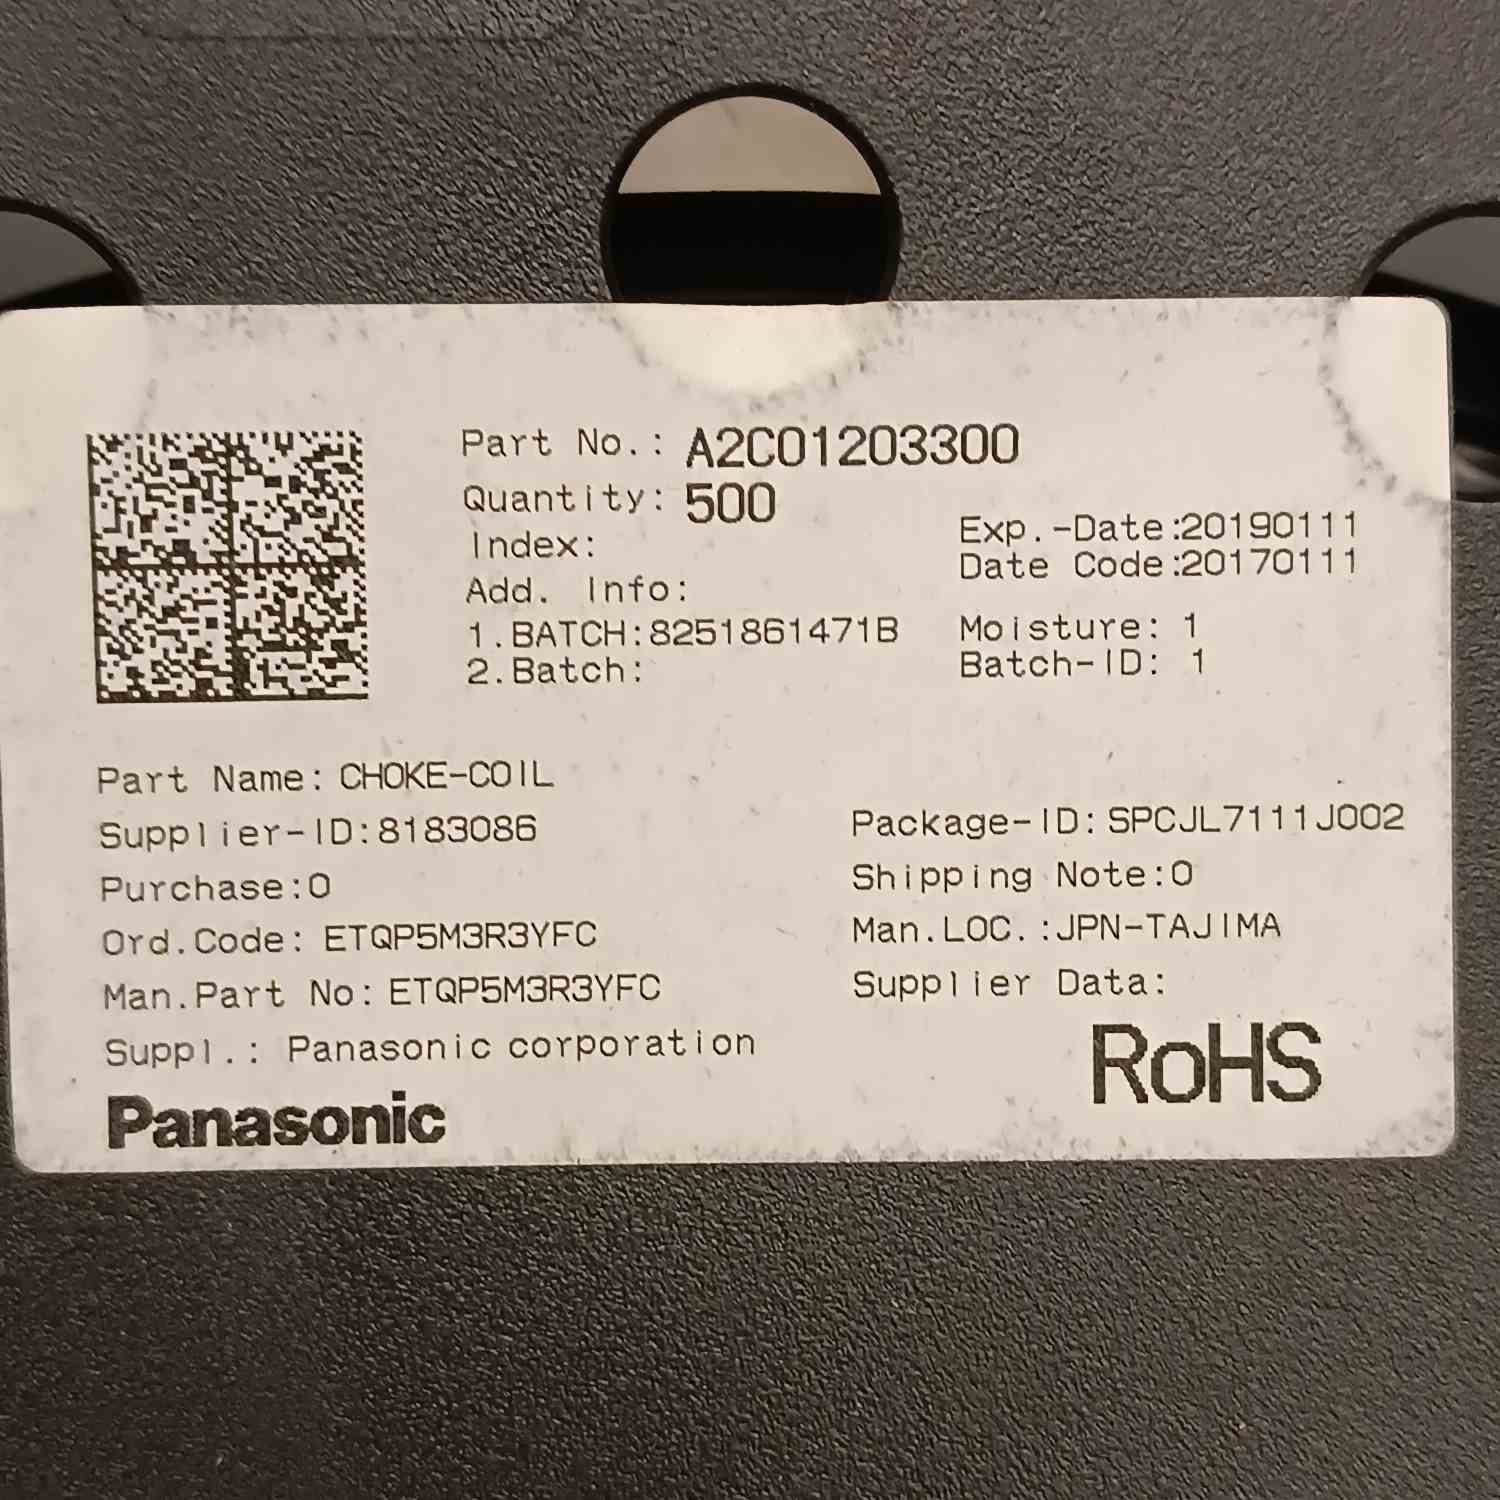 Part No.: A2C01203300
Quantity: 500
Index:
Exp.-Date:20190111
Date Code:20170111
Add. Info:
1.BATCH:8251861471B
Moisture: 1
2.Batch:
Batch-ID: 1
Part Name: CHOKE-COIL
Supplier-ID:8183086
Package-ID: SPCJL7111J002
Purchase:0
Shipping Note:0
Ord.Code: ETQP5M3R3YFC
Man.LOC.:JPN-TAJIMA
Man.Part No: ETQP5M3R3YFC
Supplier Data:
Suppl.: Panasonic corporation
RoHS
Panasonic